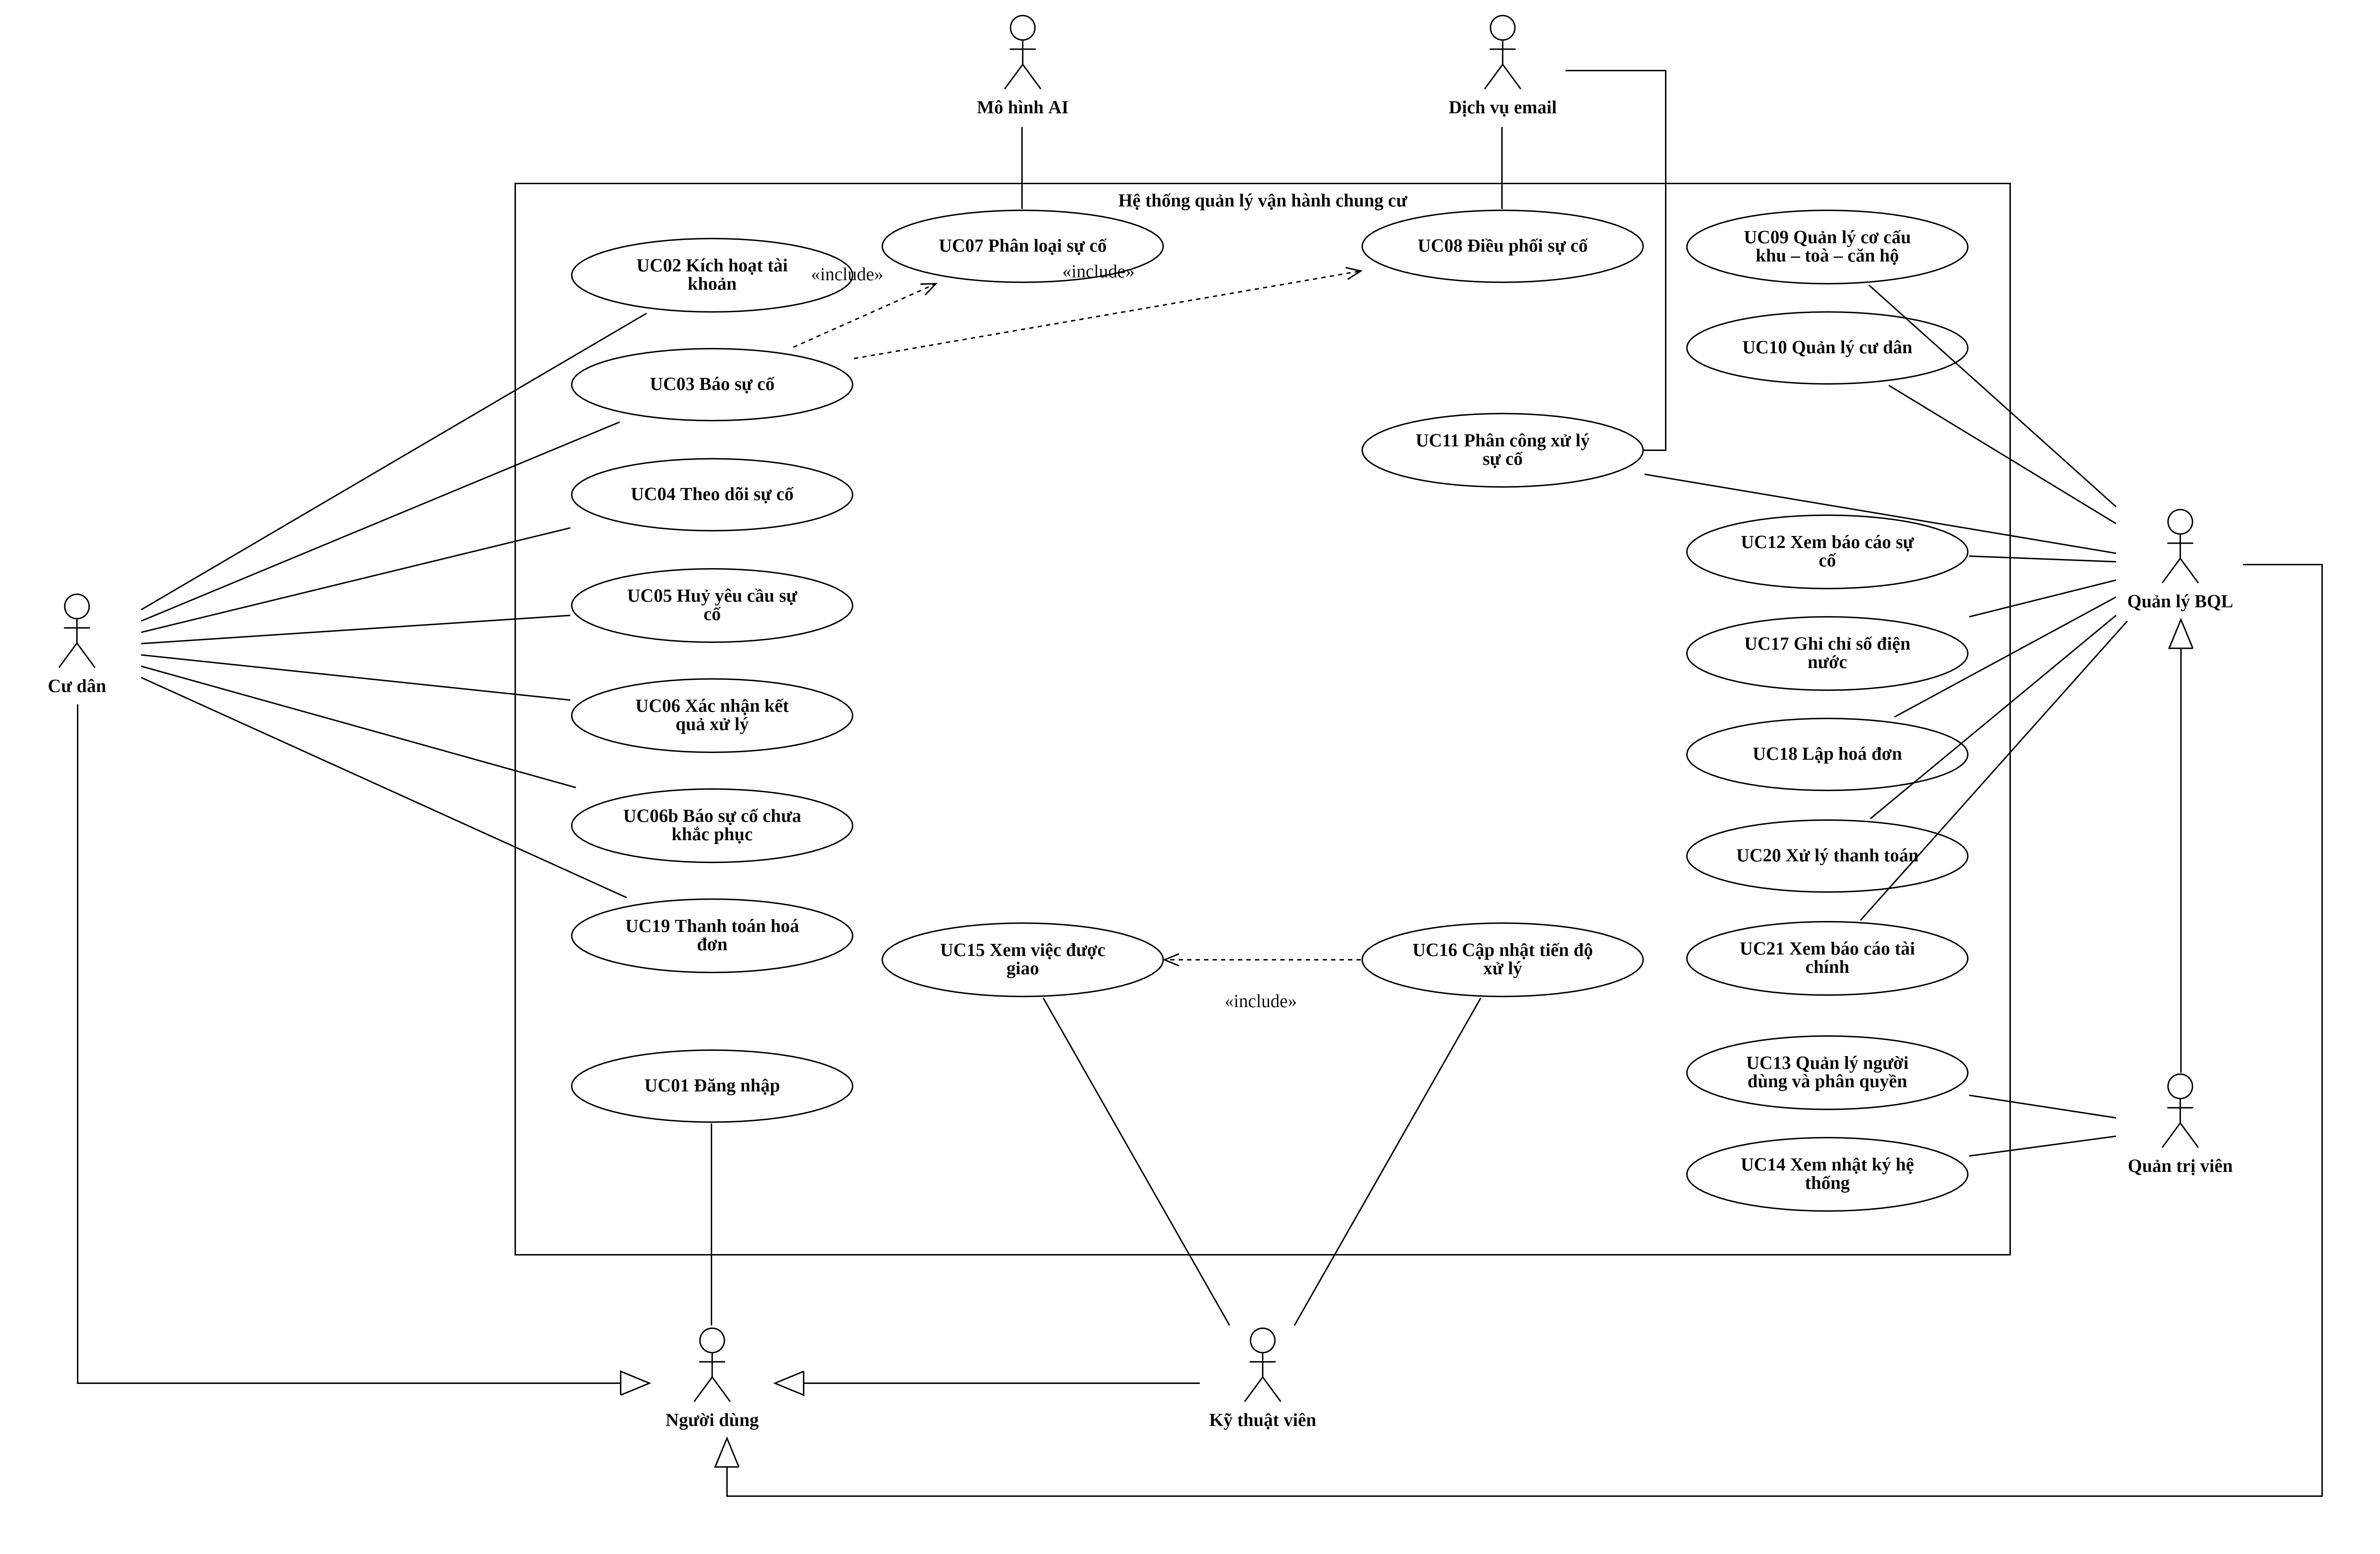 Mô hình AI
Dịch vụ email
Hệ thống quản lý vận hành chung cư
UC07 Phân loại sự cố
UC08 Điều phối sự cố
UC09 Quản lý cơ cấu
khu – toà – căn hộ
UC02 Kích hoạt tài
khoản
«include»
«include»
UC10 Quản lý cư dân
UC03 Báo sự cố
UC11 Phân công xử lý
sự cố
UC04 Theo dõi sự cố
UC12 Xem báo cáo sự
cố
UC05 Huỷ yêu cầu sự
cố
Quản lý BQL
UC17 Ghi chỉ số điện
nước
Cư dân
UC06 Xác nhận kết
quả xử lý
UC18 Lập hoá đơn
UC06b Báo sự cố chưa
khắc phục
UC20 Xử lý thanh toán
UC19 Thanh toán hoá
đơn
UC15 Xem việc được
giao
UC16 Cập nhật tiến độ
xử lý
UC21 Xem báo cáo tài
chính
«include»
UC01 Đăng nhập
UC13 Quản lý người
dùng và phân quyền
UC14 Xem nhật ký hệ
thống
Quản trị viên
Người dùng
Kỹ thuật viên